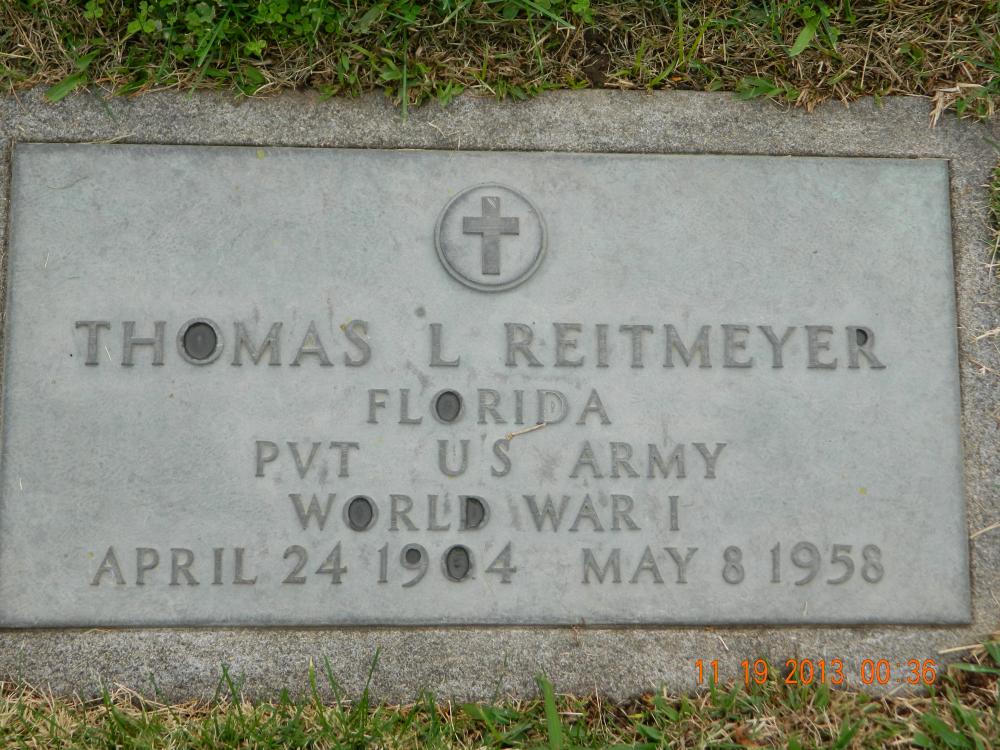 THOMAS L REITMEYER
FLORIDA
PVT US ARMY
WORLD WAR I
APRIL 24 1904 MAY 8 1958
11 19 2013 00:36